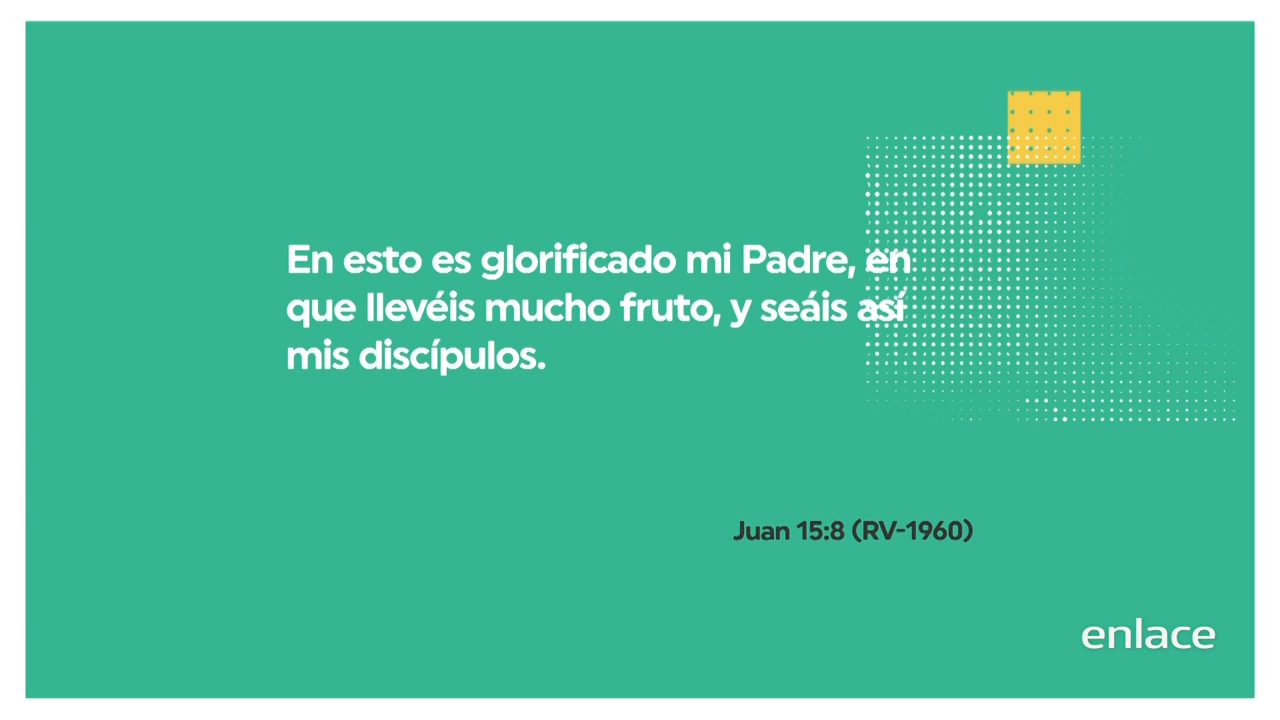 En esto es glorificado mi Padre, en
que llevéis mucho fruto, y seáis así
mis discípulos.
Juan 15:8 (RV-1960)
enlace